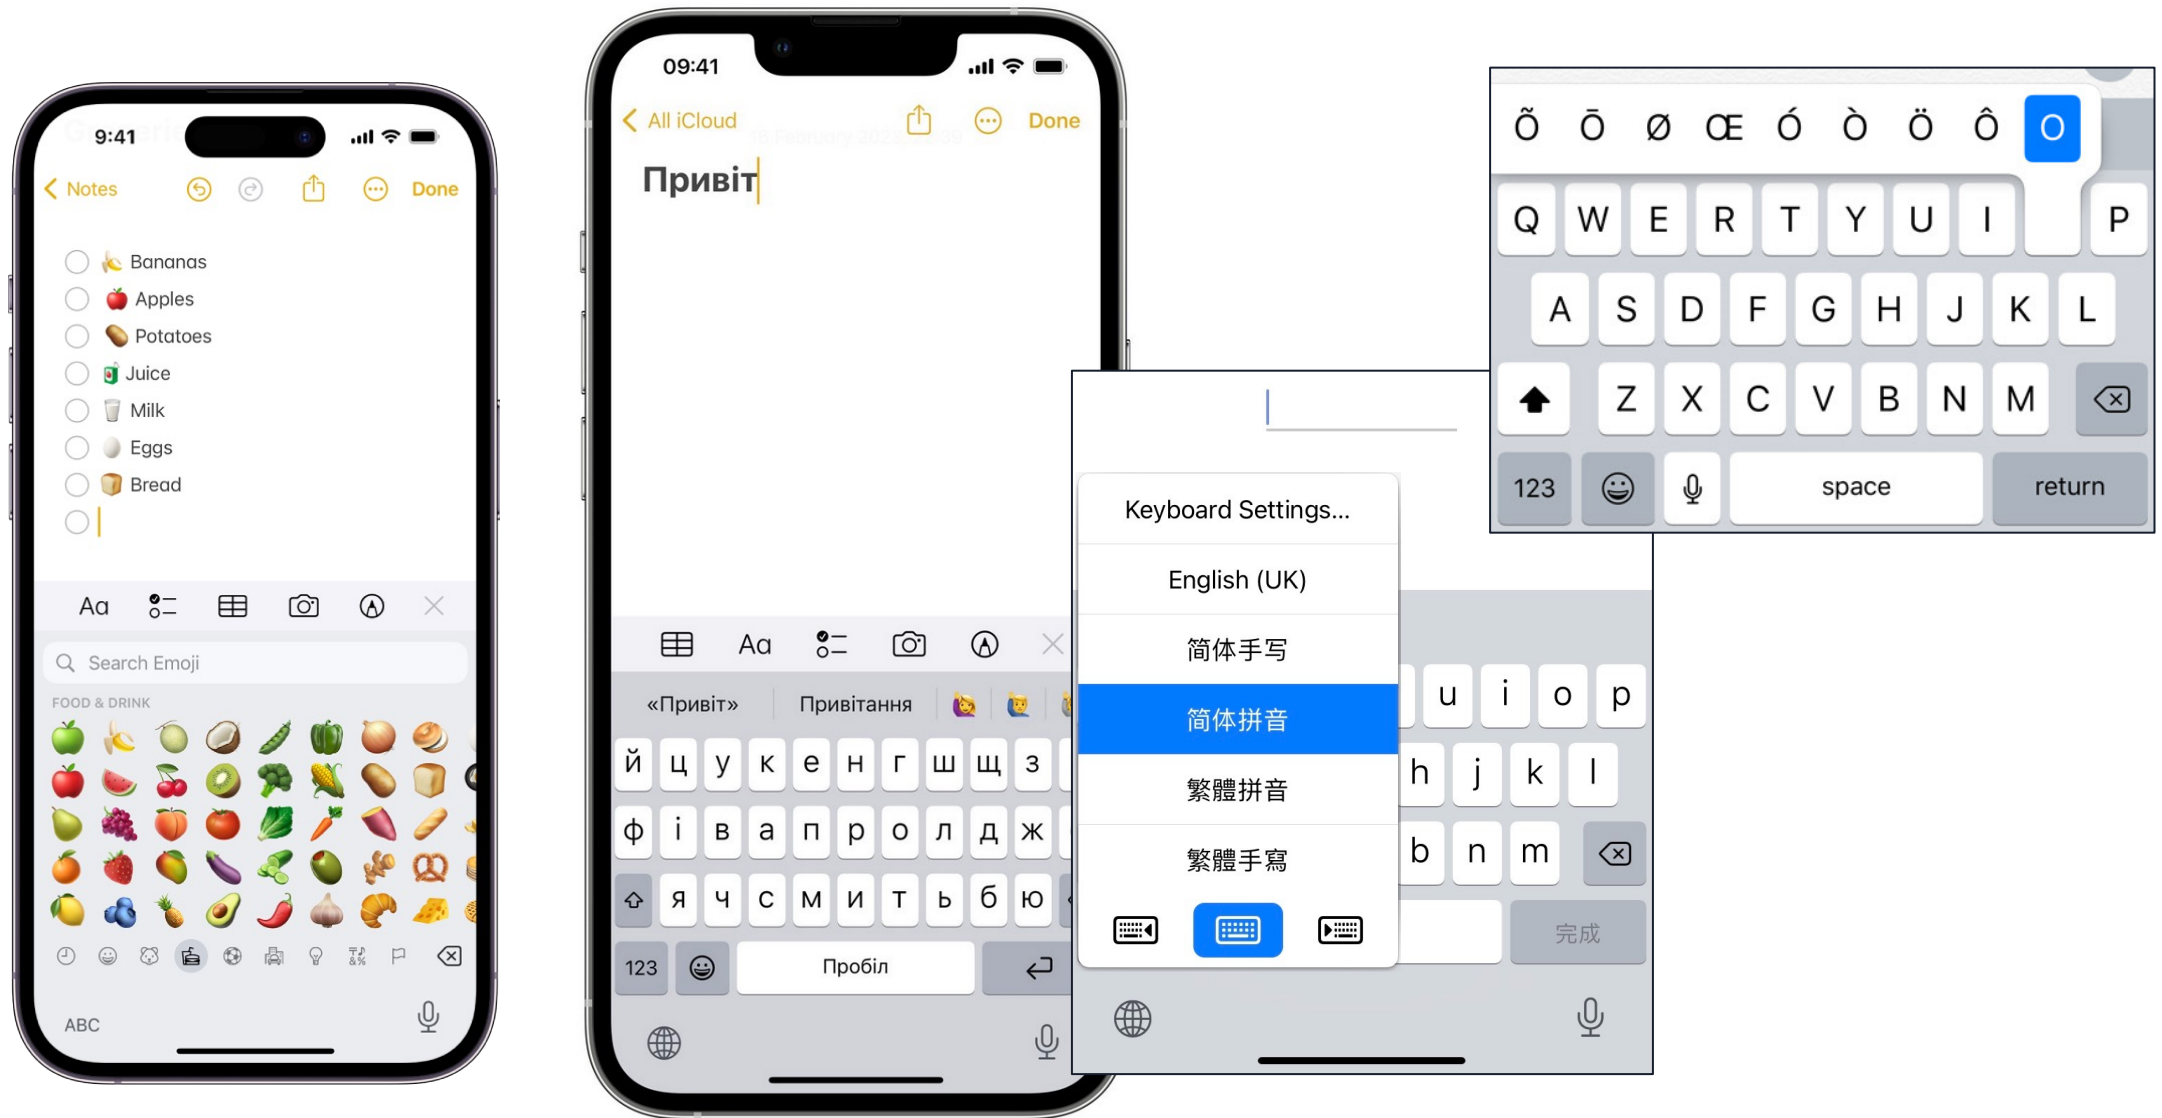 9:41
Notes
Done
Bananas
Apples
Potatoes
Juice
Milk
Eggs
Bread
Aa
Search Emoji
FOOD & DRINK
ABC
09:41
All iCloud
Done
Привіт
Aa
«Привіт» Привітання
й ц у к е н г ш щ з
ф і в а п р о л д ж
я ч с м и т ь б ю
123 Пробіл
Keyboard Settings...
English (UK)
简体手写
简体拼音
繁體拼音
繁體手寫
u i o p
h j k l
b n m
完成
Õ Ō Ø Œ Ó Ò Ö Ô O
Q W E R T Y U I P
A S D F G H J K L
Z X C V B N M
123 space return